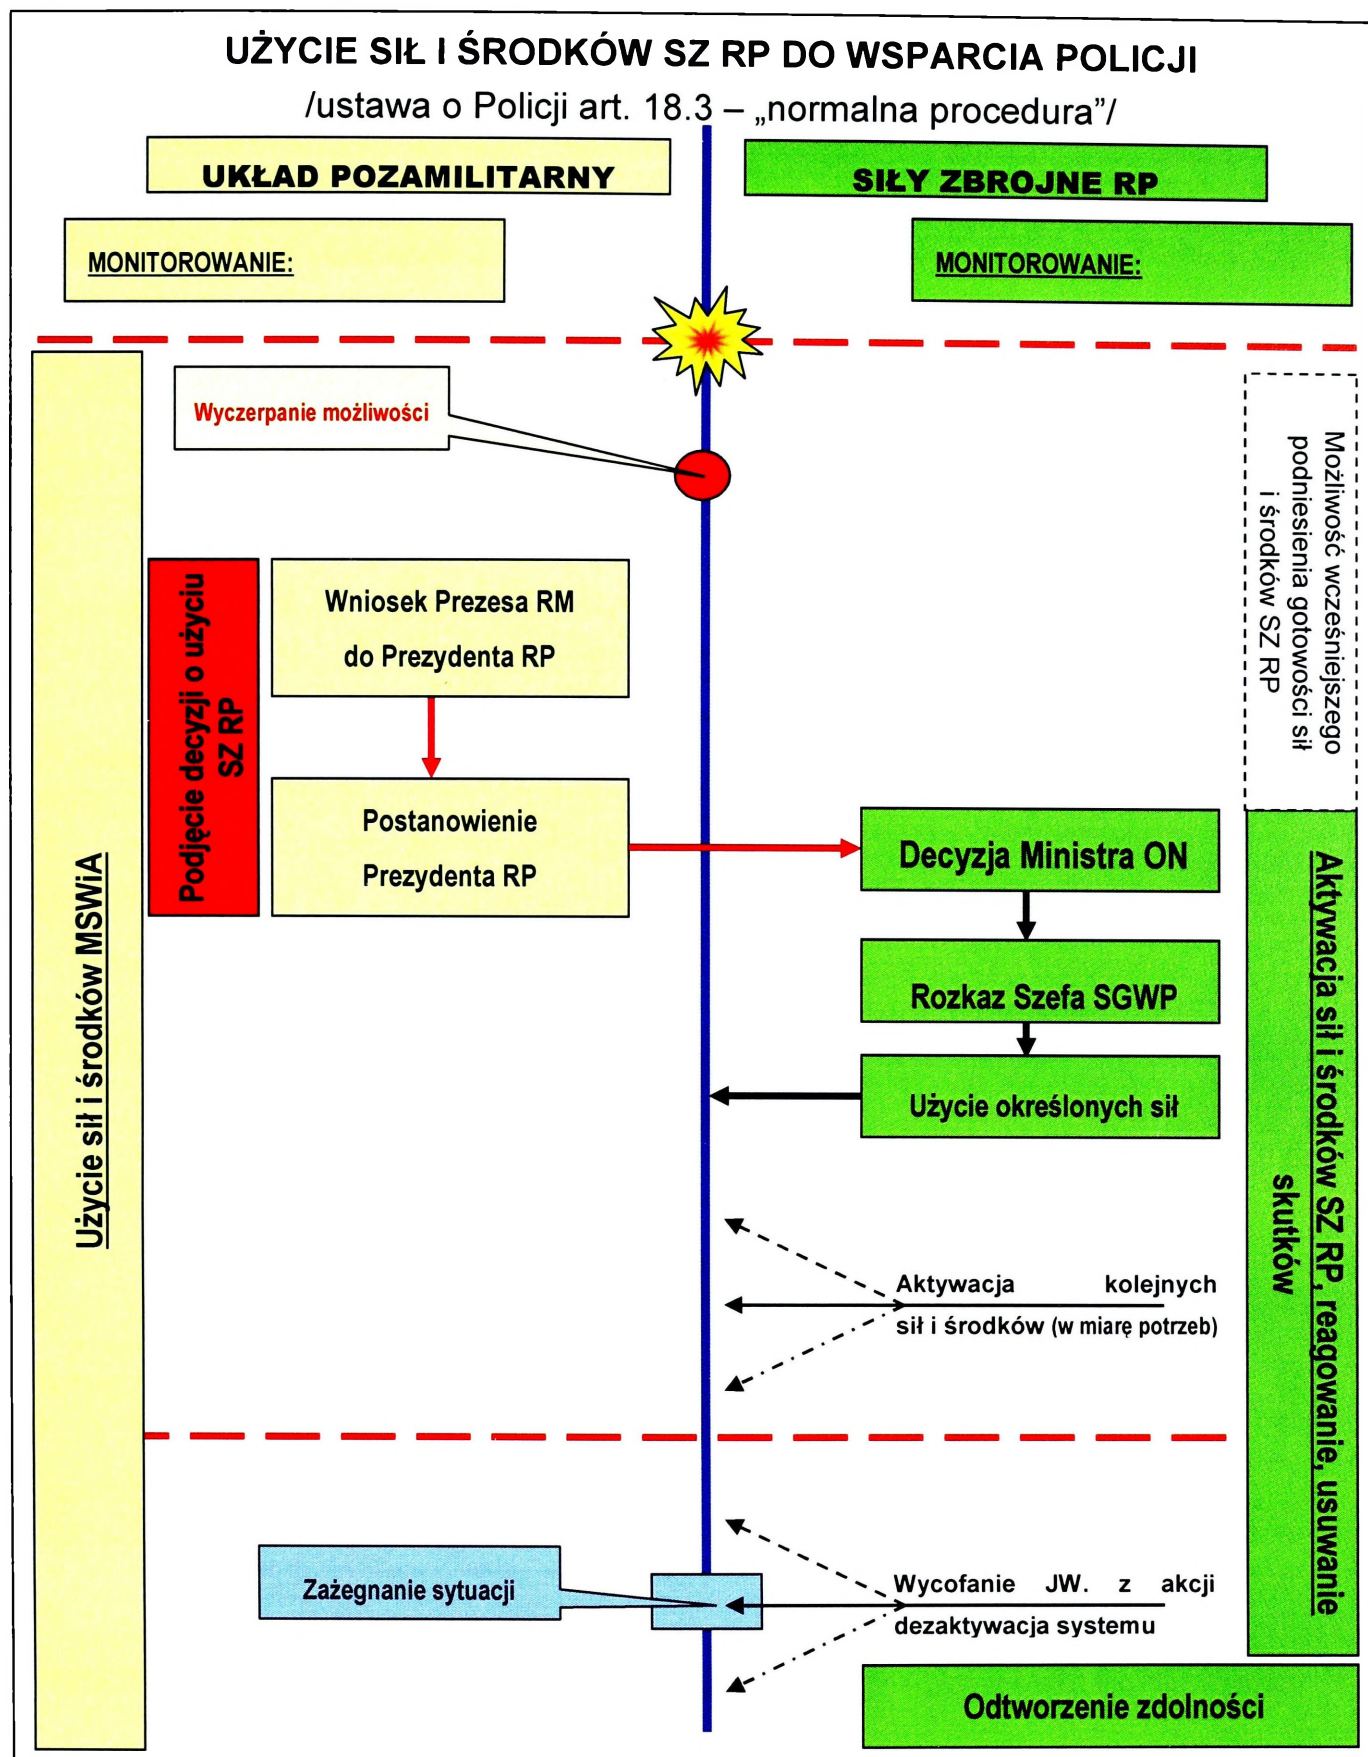 UŻYCIE SIŁ I ŚRODKÓW SZ RP DO WSPARCIA POLICJI
/ustawa o Policji art. 18.3 – „normalna procedura”/
UKŁAD POZAMILITARNY
SIŁY ZBROJNE RP
MONITOROWANIE:
MONITOROWANIE:
Wyczerpanie możliwości
Możliwość wcześniejszego
podniesienia gotowości sił
i środków SZ RP
Użycie sił i środków MSWiA
Podjęcie decyzji o użyciu
SZ RP
Wniosek Prezesa RM
do Prezydenta RP
Postanowienie
Prezydenta RP
Decyzja Ministra ON
Rozkaz Szefa SGWP
Użycie określonych sił
Aktywacja sił i środków SZ RP, reagowanie, usuwanie
skutków
Aktywacja kolejnych
sił i środków (w miarę potrzeb)
Zażegnanie sytuacji
Wycofanie JW. z akcji
dezaktywacja systemu
Odtworzenie zdolności